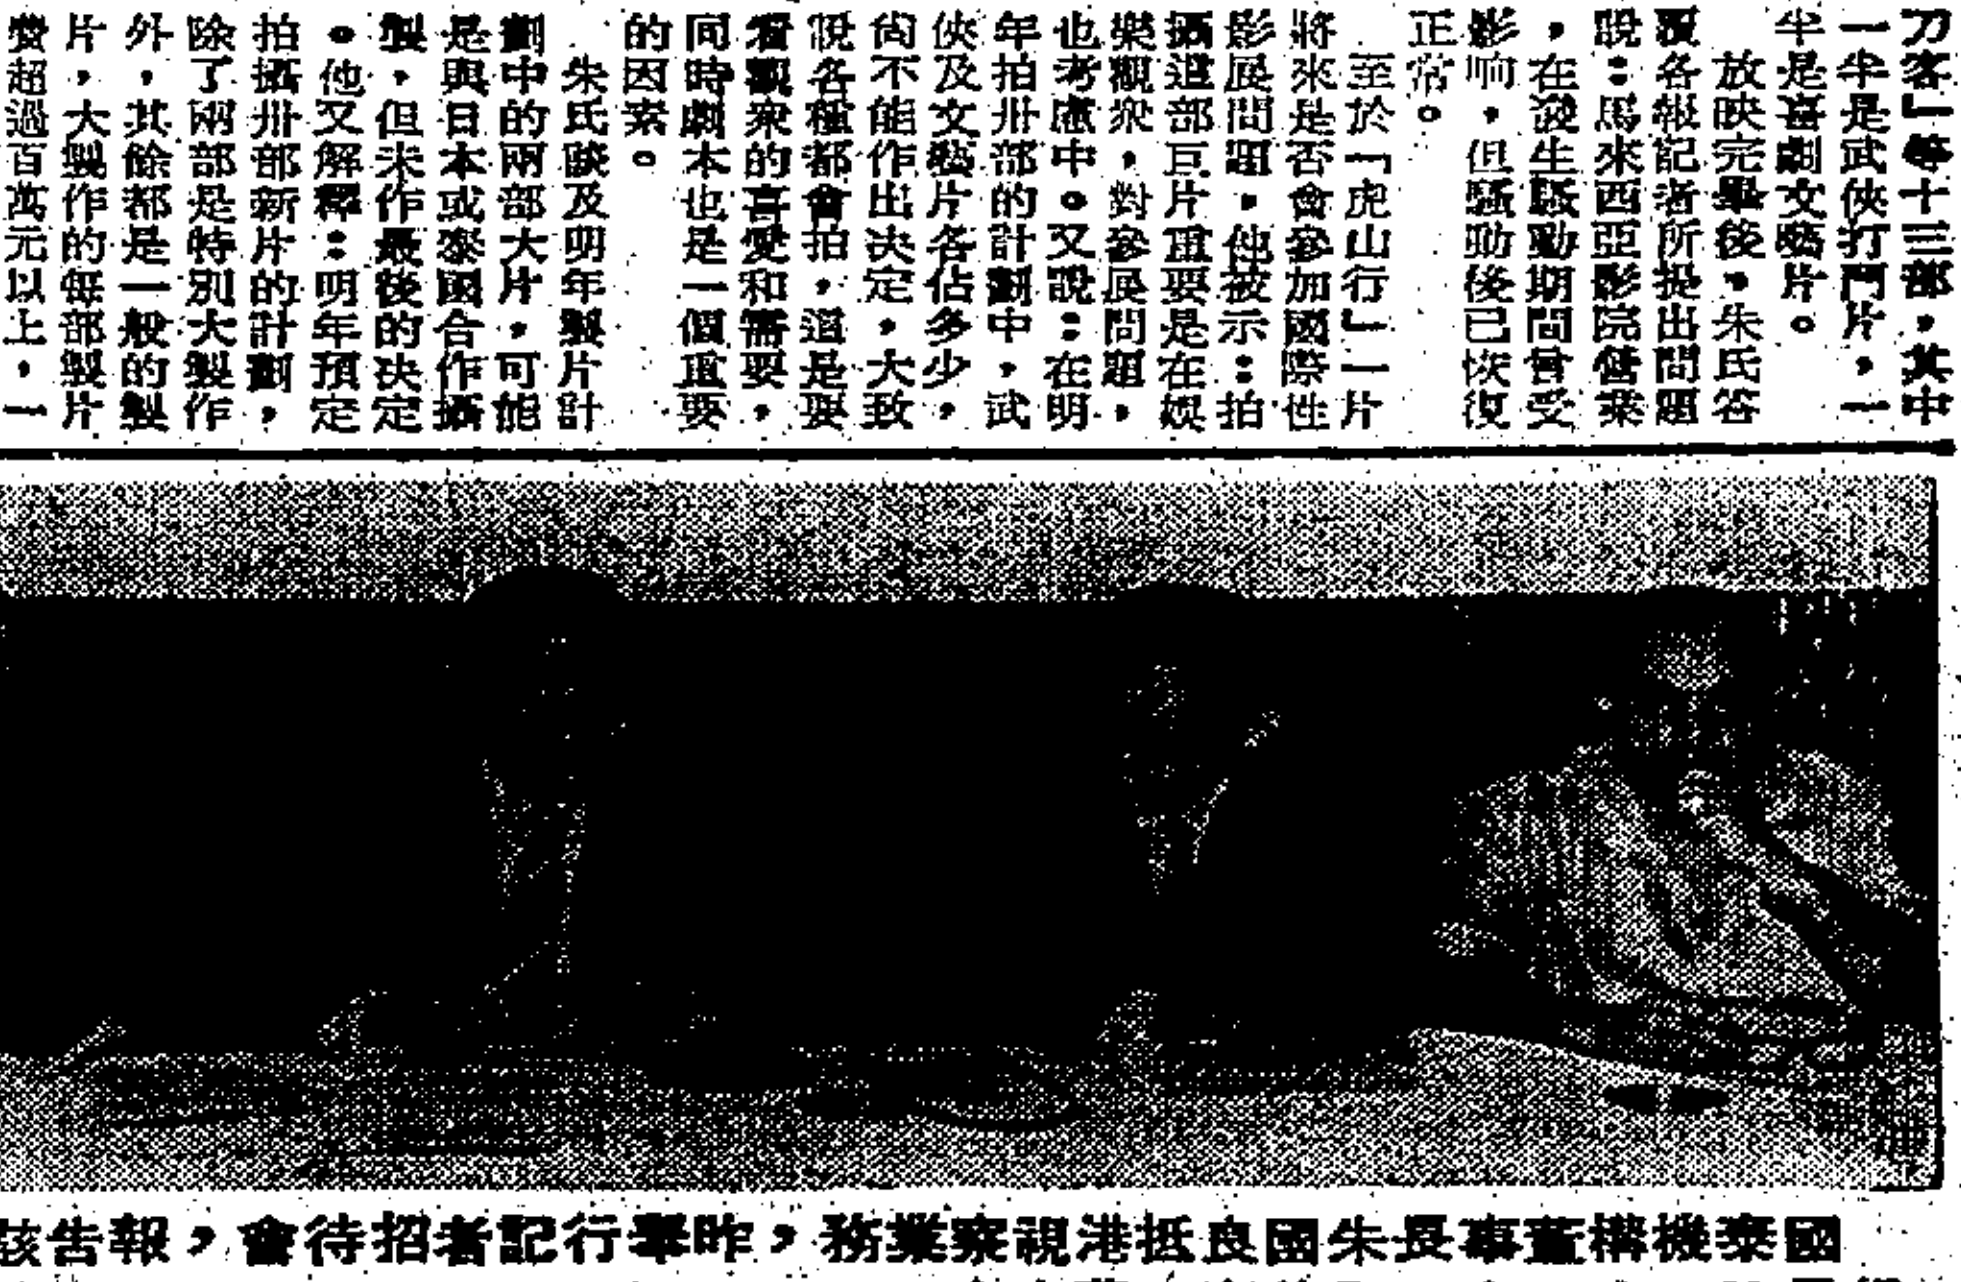 刀客」等十三部，其中
一半是武俠打鬥片，一
半是喜劇文藝片。
放映完畢後，朱氏答
覆各報記者所提出問題
說：馬來西亞影院營業
，在發生騷動期間曾受
影响，但騷動後已恢復
正常。
至於「虎山行」一片
將來是否會參加國際性
影展問題，他被示：拍
攝這部巨片重要是在娛
樂觀衆，對參展問題，
也考慮中。又說：在明
年拍卅部的計劃中，武
俠及文藝片各佔多少，
尚不能作出决定，大致
說各種都會拍，這是要
看觀衆的喜愛和需要，
同時劇本也是一個重要
的因素。
朱氏談及明年製片計
劃中的兩部大片，可能
是與日本或泰國合作攝
製，但未作最後的決定
。他又解釋：明年預定
拍攝卅部新片的計劃，
除了兩部是特別大製作
外，其餘都是一般的製
片，大製作的每部製片
費超過百萬元以上，一
國泰機構董事長朱國良抵港視察業務，昨舉行記者招待會，報告該